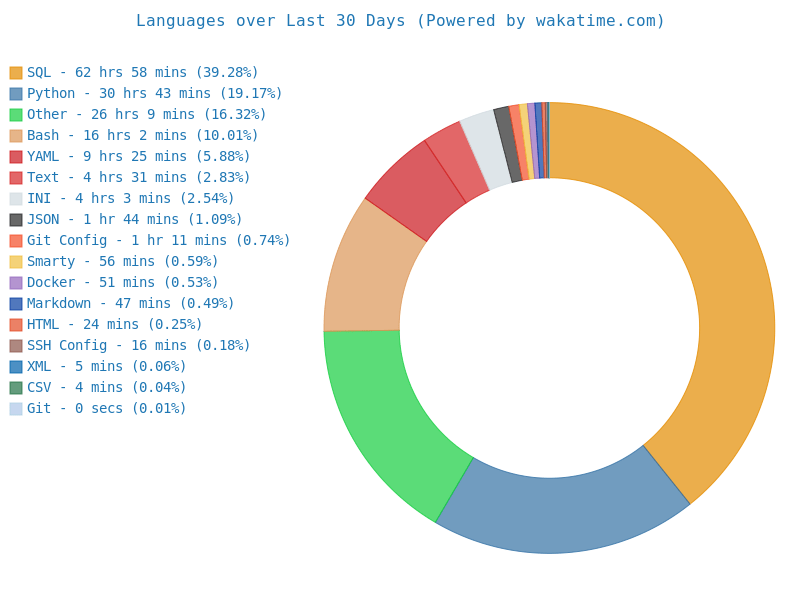 Languages over Last 30 Days (Powered by wakatime.com)
SQL - 62 hrs 58 mins (39.28%)
Python - 30 hrs 43 mins (19.17%)
Other - 26 hrs 9 mins (16.32%)
Bash - 16 hrs 2 mins (10.01%)
YAML - 9 hrs 25 mins (5.88%)
Text - 4 hrs 31 mins (2.83%)
INI - 4 hrs 3 mins (2.54%)
JSON - 1 hr 44 mins (1.09%)
Git Config - 1 hr 11 mins (0.74%)
Smarty - 56 mins (0.59%)
Docker - 51 mins (0.53%)
Markdown - 47 mins (0.49%)
HTML - 24 mins (0.25%)
SSH Config - 16 mins (0.18%)
XML - 5 mins (0.06%)
CSV - 4 mins (0.04%)
Git - 0 secs (0.01%)